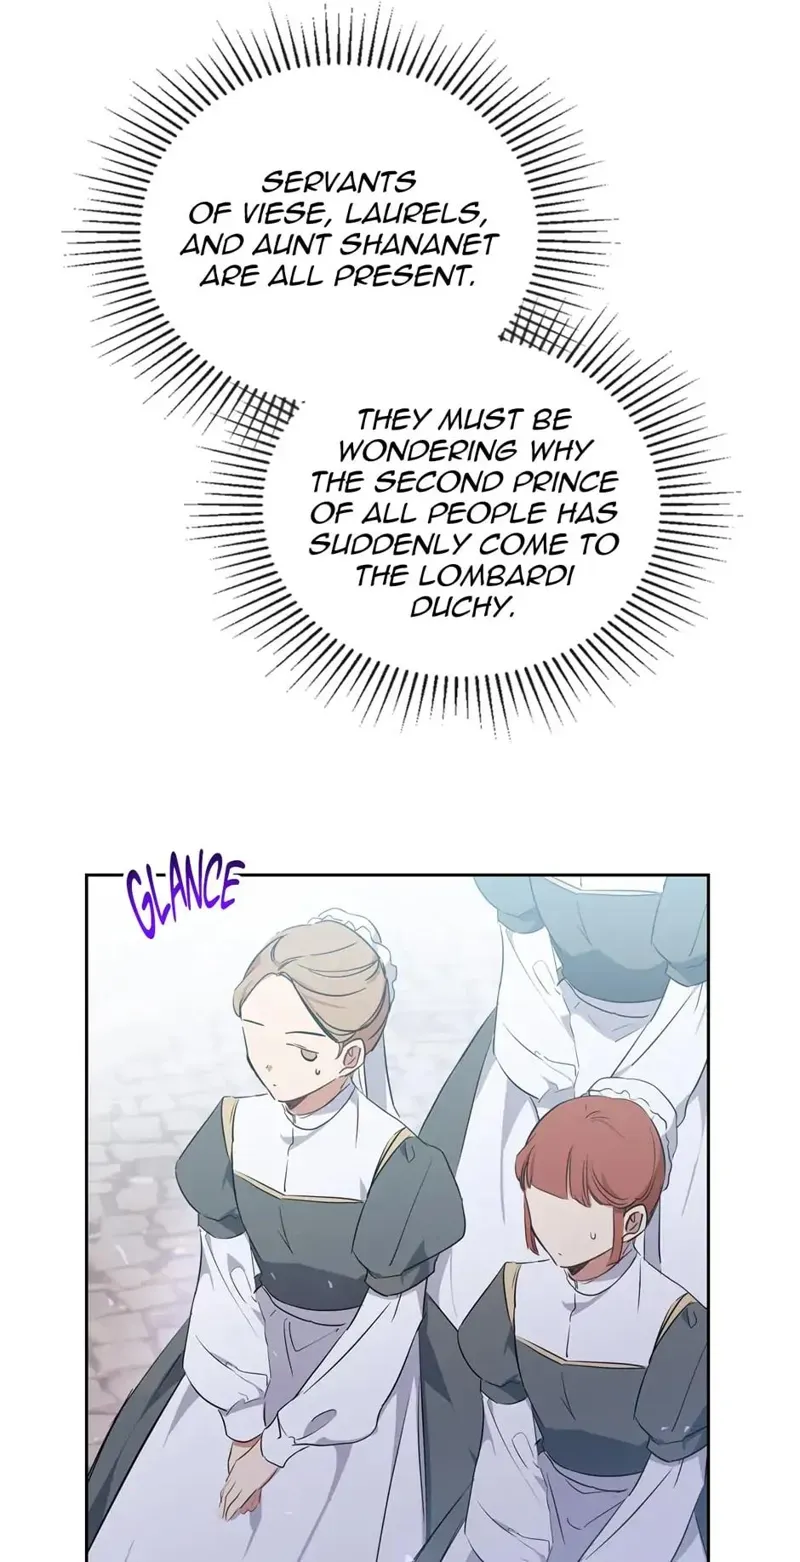 SERVANTS
OF VIESE, LAURELS,
AND AUNT SHANANET
ARE ALL PRESENT.
THEY MUST BE
WONDERING WHY
THE SECOND PRINCE
OF ALL PEOPLE HAS
SUDDENLY COME TO
THE LOMBARDI
DUCHY.
GLANCE